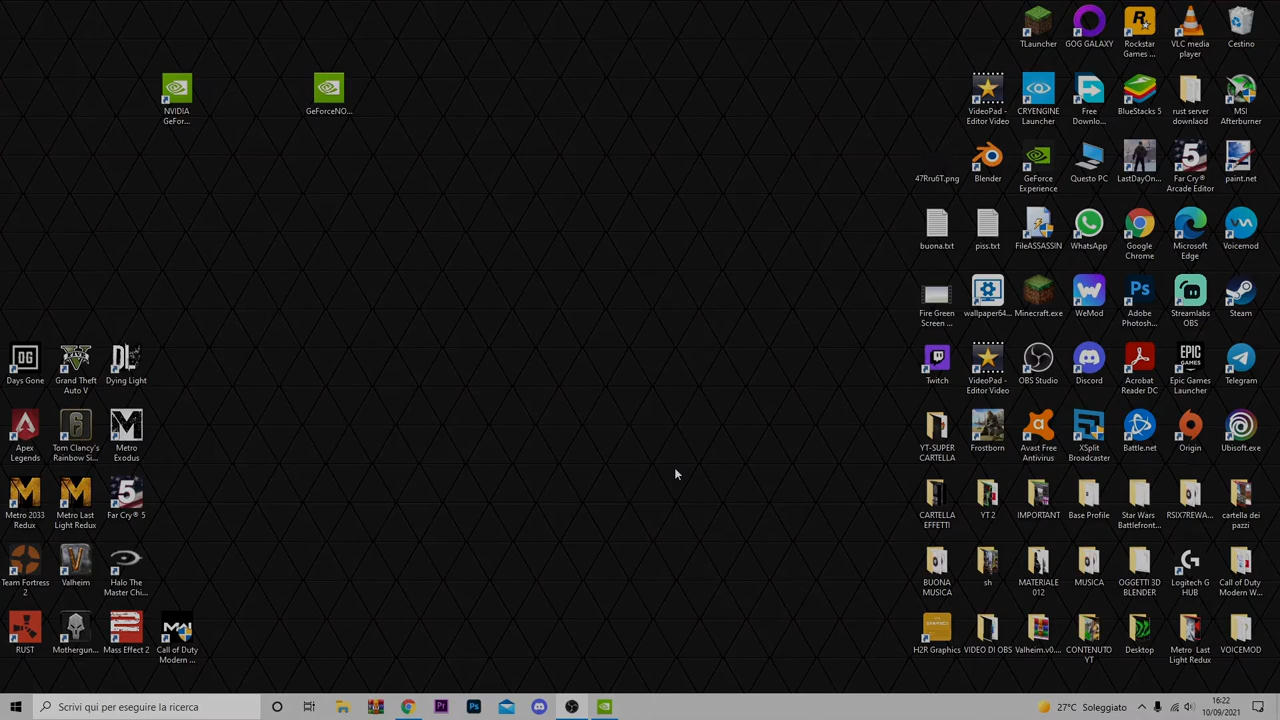 TLauncher
GOG GALAXY
Rockstar
Games ...
VLC media
player
Cestino
NVIDIA
GeFor...
GeForceNO...
VideoPad -
Editor Video
CRYENGINE
Launcher
Free
Downlo...
BlueStacks 5
rust server
downlaod
MSI
Afterburner
47Rru6T.png
Blender
GeForce
Experience
Questo PC
LastDayOn...
Far Cry®
Arcade Editor
paint.net
buona.txt
piss.txt
FileASSASSIN
WhatsApp
Google
Chrome
Microsoft
Edge
Voicemod
Fire Green
Screen ...
wallpaper64...
Minecraft.exe
WeMod
Adobe
Photosh...
Streamlabs
OBS
Steam
Days Gone
Grand Theft
Auto V
Dying Light
Twitch
VideoPad -
Editor Video
OBS Studio
Discord
Acrobat
Reader DC
Epic Games
Launcher
Telegram
Apex
Legends
Tom Clancy's
Rainbow Si...
Metro
Exodus
YT-SUPER
CARTELLA
Frostborn
Avast Free
Antivirus
XSplit
Broadcaster
Battle.net
Origin
Ubisoft.exe
Metro 2033
Redux
Metro Last
Light Redux
Far Cry® 5
CARTELLA
EFFETTI
YT 2
IMPORTANT
Base Profile
Star Wars
Battlefront...
RSIX7REWA...
cartella dei
pazzi
Team Fortress
2
Valheim
Halo The
Master Chi...
BUONA
MUSICA
sh
MATERIALE
012
MUSICA
OGGETTI 3D
BLENDER
Logitech G
HUB
Call of Duty
Modern W...
RUST
Mothergun...
Mass Effect 2
Call of Duty
Modern ...
H2R Graphics
VIDEO DI OBS
Valheim.v0....
CONTENUTO
YT
Desktop
Metro Last
Light Redux
VOICEMOD
Scrivi qui per eseguire la ricerca
27°C Soleggiato
16:22
10/09/2021